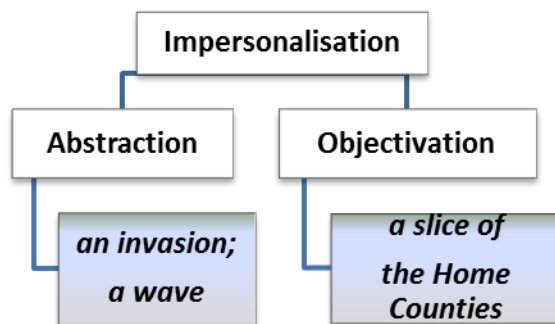 Impersonalisation
Abstraction
Objectivation
an invasion;
a wave
a slice of
the Home
Counties